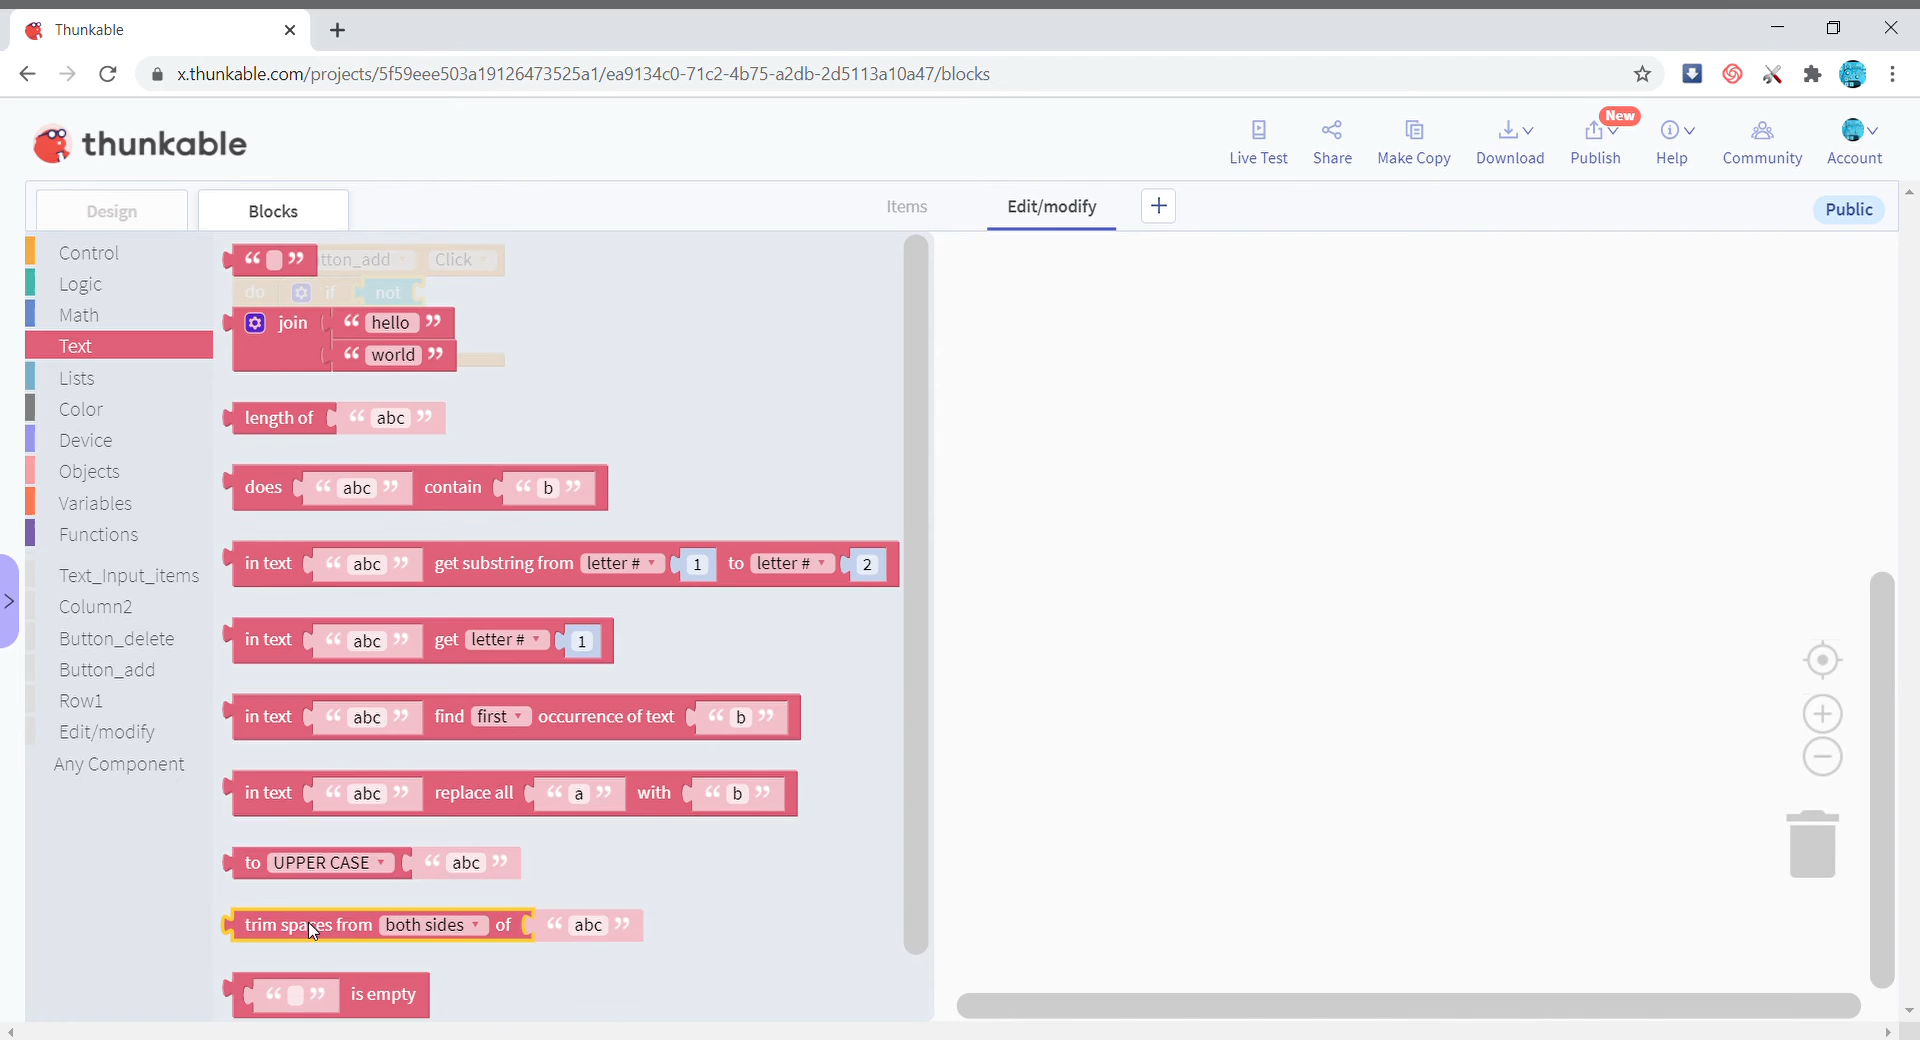 Thunkable
x.thunkable.com/projects/5f59eee503a19126473525a1/ea9134c0-71c2-4b75-a2db-2d5113a10a47/blocks
thunkable
Live Test
Share
Make Copy
Download
New
Publish
Help
Community
Account
Design
Blocks
Items
Edit/modify
+
Public
Control
Logic
Math
Text
Lists
Color
Device
Objects
Variables
Functions
Text_Input_items
Column2
Button_delete
Button_add
Row1
Edit/modify
Any Component
“ ” tton_add Click
do if not
join “ hello ”
“ world ”
length of “ abc ”
does “ abc ” contain “ b ”
in text “ abc ” get substring from letter # 1 to letter # 2
in text “ abc ” get letter # 1
in text “ abc ” find first occurrence of text “ b ”
in text “ abc ” replace all “ a ” with “ b ”
to UPPER CASE “ abc ”
trim spaces from both sides of “ abc ”
“ ” is empty